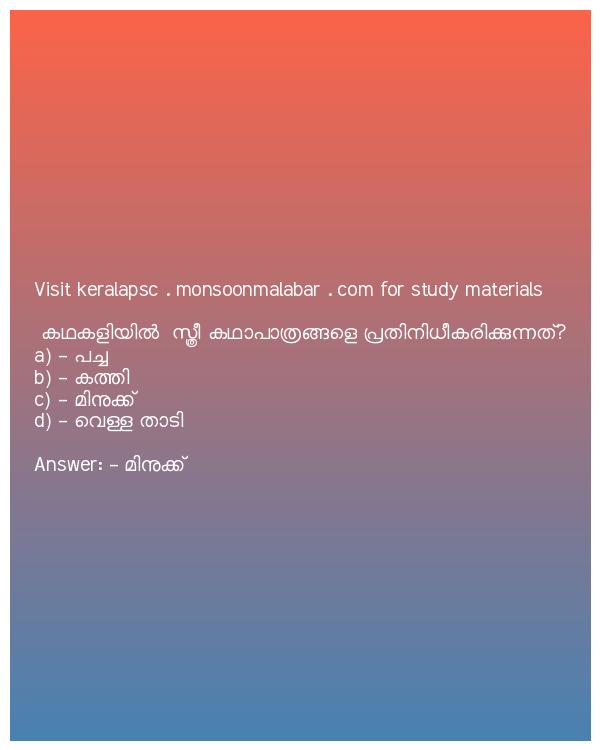 Visit keralapsc . monsoonmalabar . com for study materials
കഥകളിയിൽ സ്ത്രീ കഥാപാത്രങ്ങളെ പ്രതിനിധീകരിക്കുന്നത്?
a) - പച്ച
b) - കത്തി
c) - മിനുക്ക്
d) - വെള്ള താടി
Answer: - മിനുക്ക്